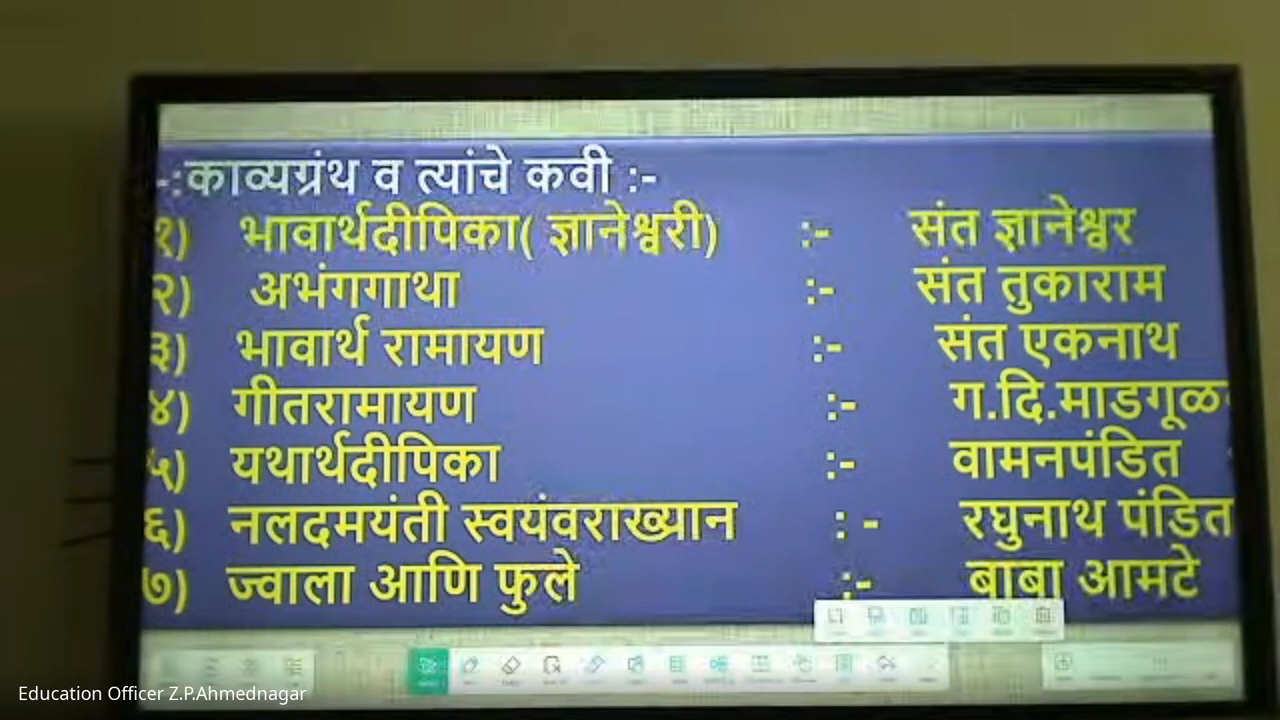 -:काव्यग्रंथ व त्यांचे कवी :-
१) भावार्थदीपिका( ज्ञानेश्वरी) :- संत ज्ञानेश्वर
२) अभंगगाथा :- संत तुकाराम
३) भावार्थ रामायण :- संत एकनाथ
४) गीतरामायण :- ग.दि.माडगूळ
५) यथार्थदीपिका :- वामनपंडित
६) नलदमयंती स्वयंवराख्यान : - रघुनाथ पंडित
७) ज्वाला आणि फुले :- बाबा आमटे
Education Officer Z.P.Ahmednagar